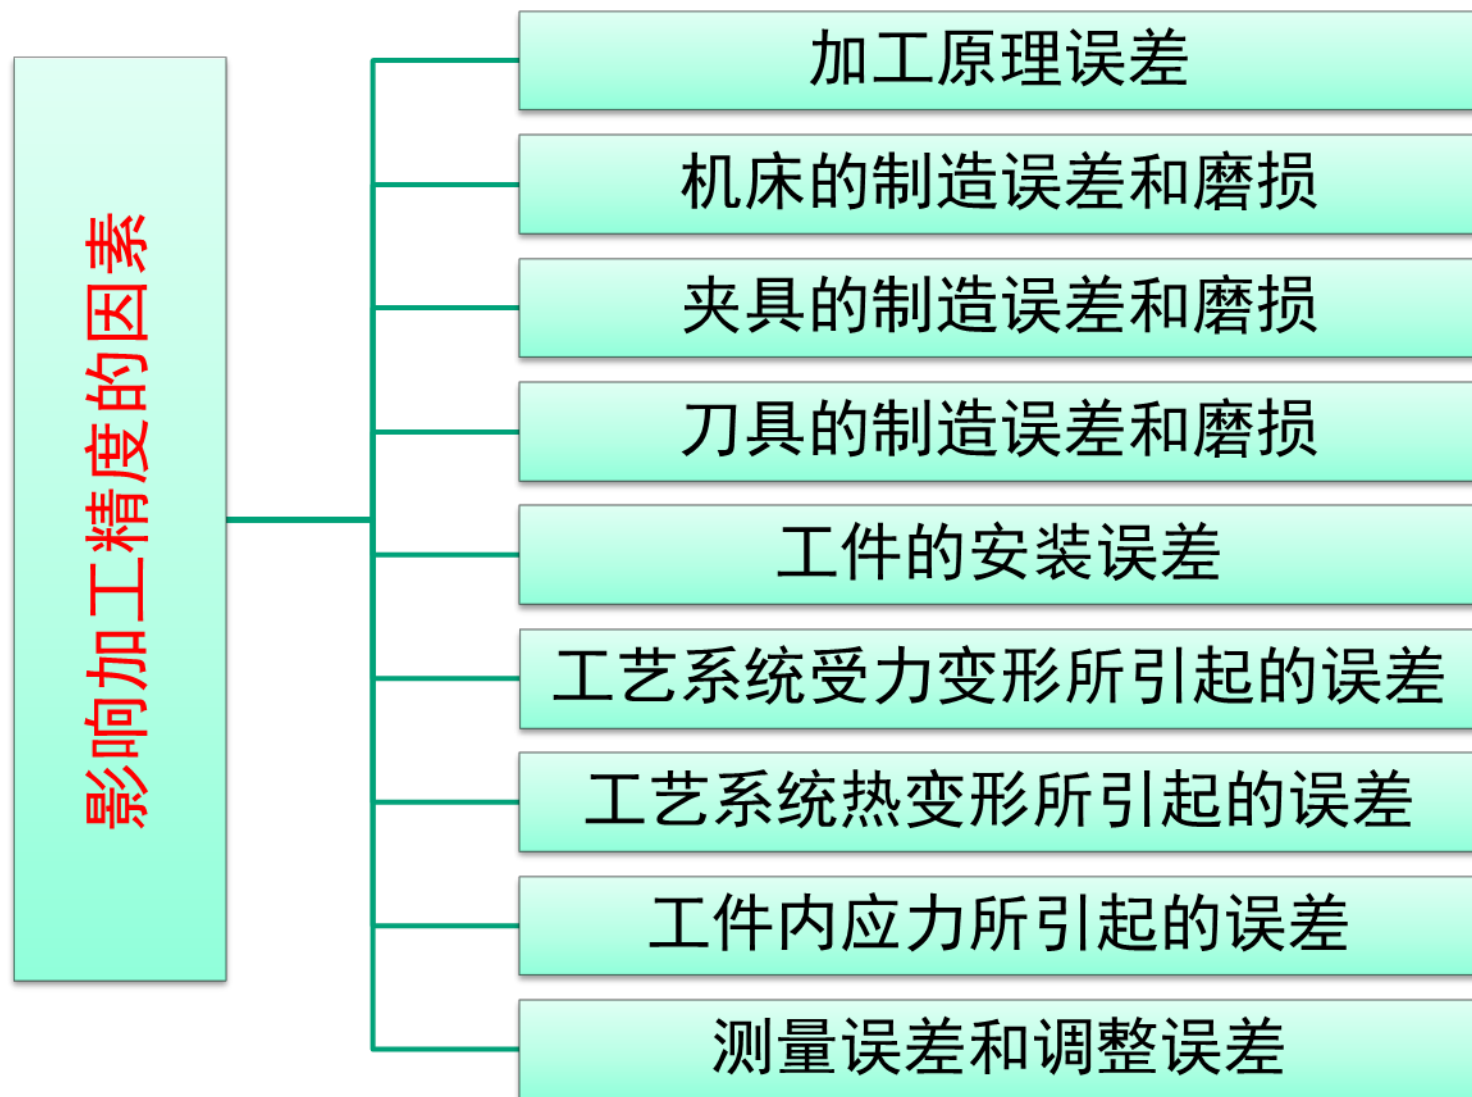 影响加工精度的因素
加工原理误差
机床的制造误差和磨损
夹具的制造误差和磨损
刀具的制造误差和磨损
工件的安装误差
工艺系统受力变形所引起的误差
工艺系统热变形所引起的误差
工件内应力所引起的误差
测量误差和调整误差